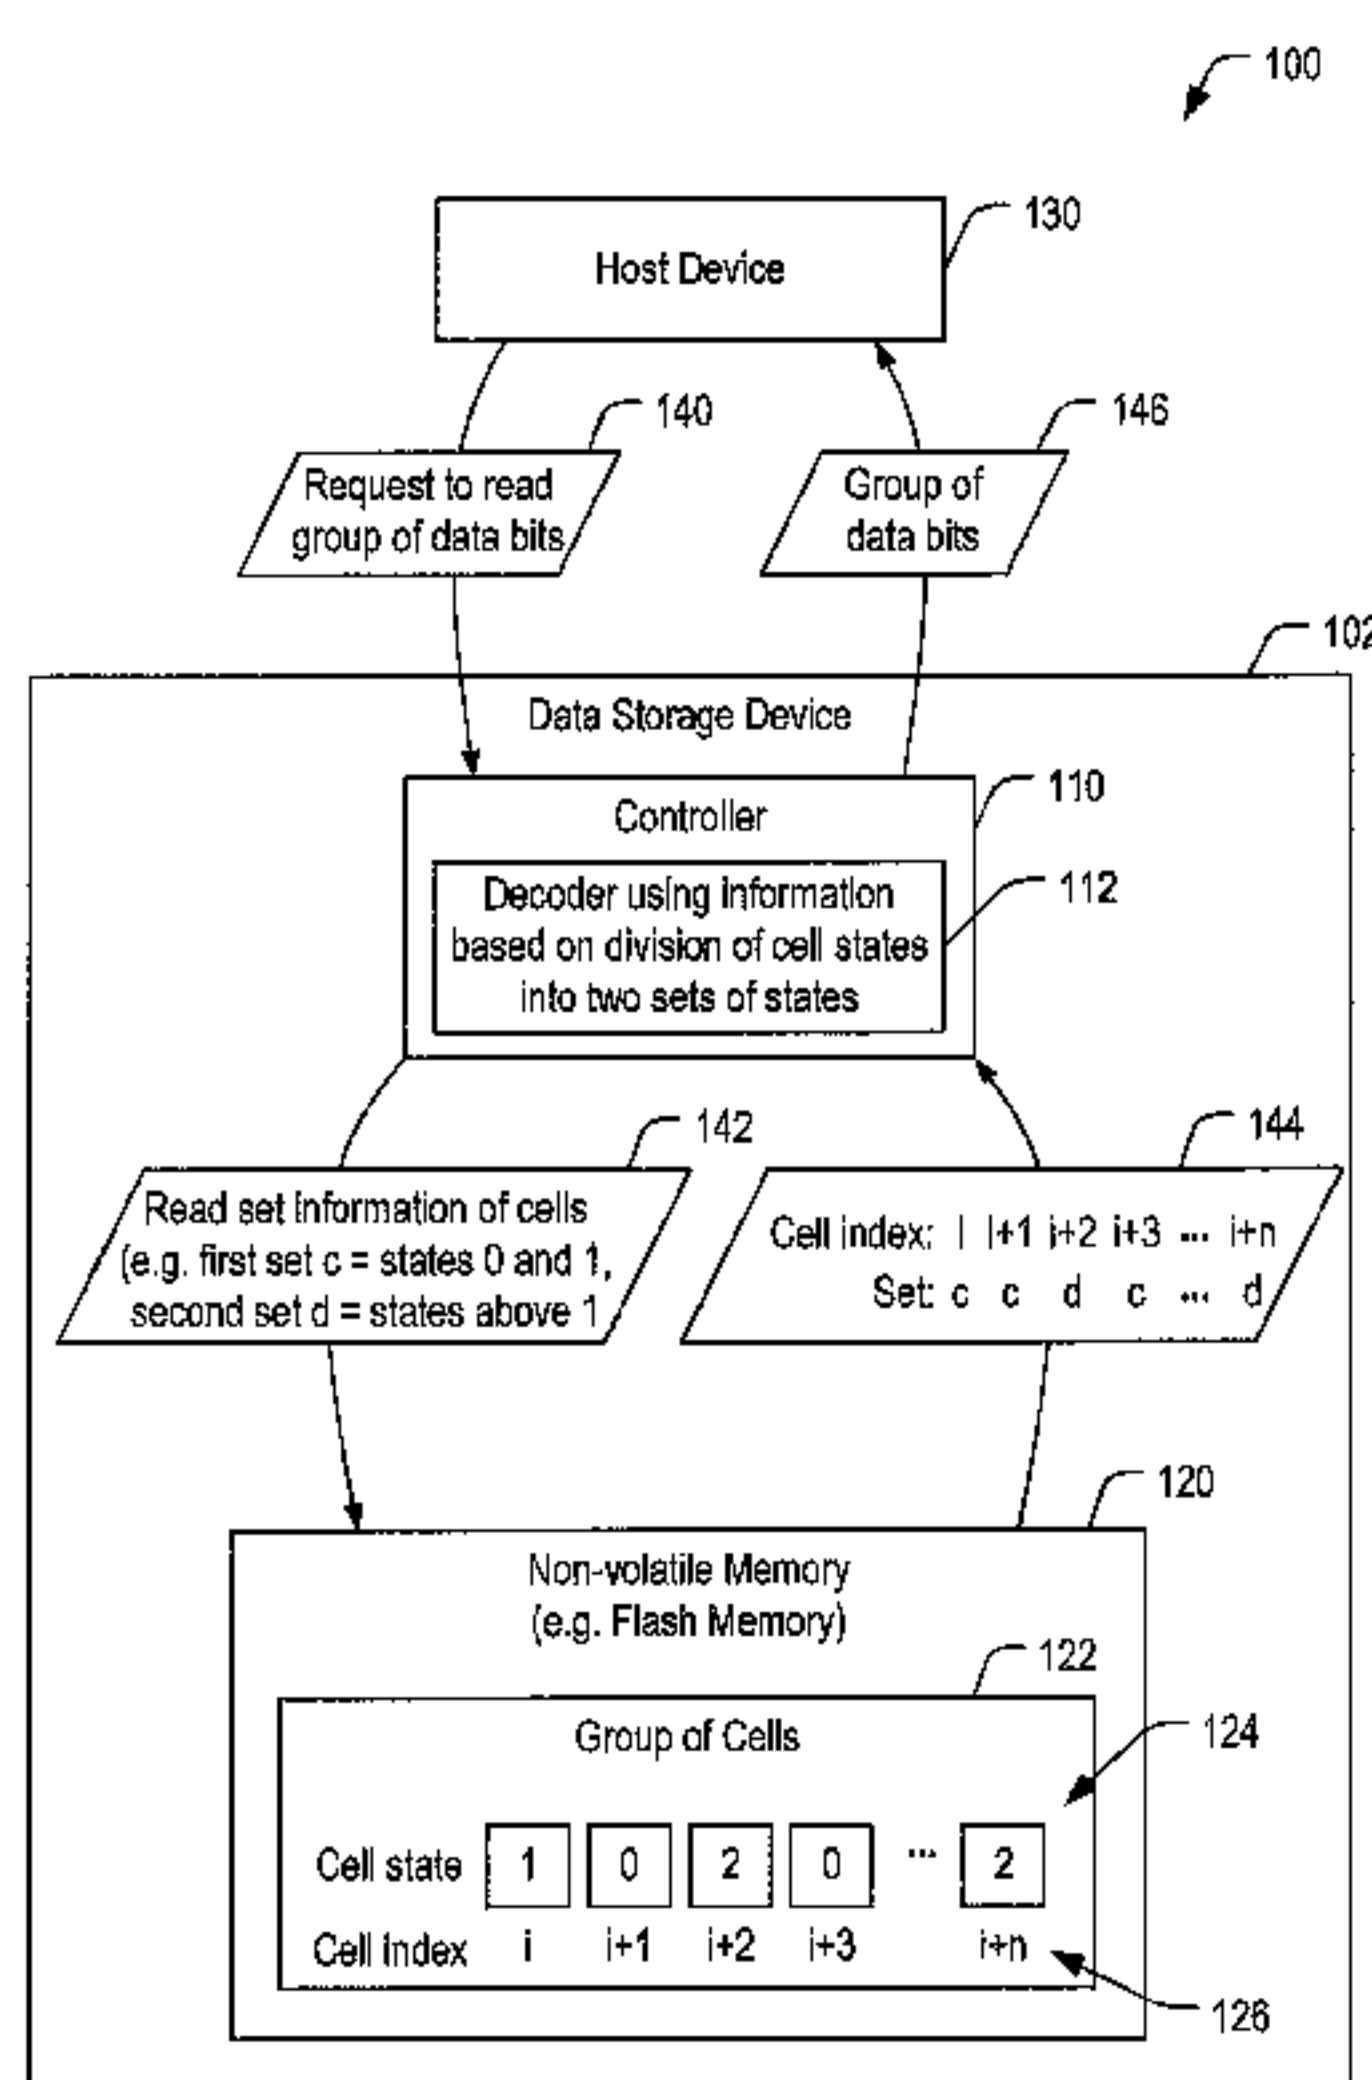 100
130
Host Device
140
146
Request to read
group of data bits
Group of
data bits
102
Data Storage Device
110
Controller
112
Decoder using information
based on division of cell states
into two sets of states
142
144
Read set information of cells
(e.g. first set c = states 0 and 1,
second set d = states above 1
Cell index: i i+1 i+2 i+3 ... i+n
Set: c c d c ... d
120
Non-volatile Memory
(e.g. Flash Memory)
122
Group of Cells
124
Cell state 1 0 2 0 ... 2
Cell index i i+1 i+2 i+3 i+n
126